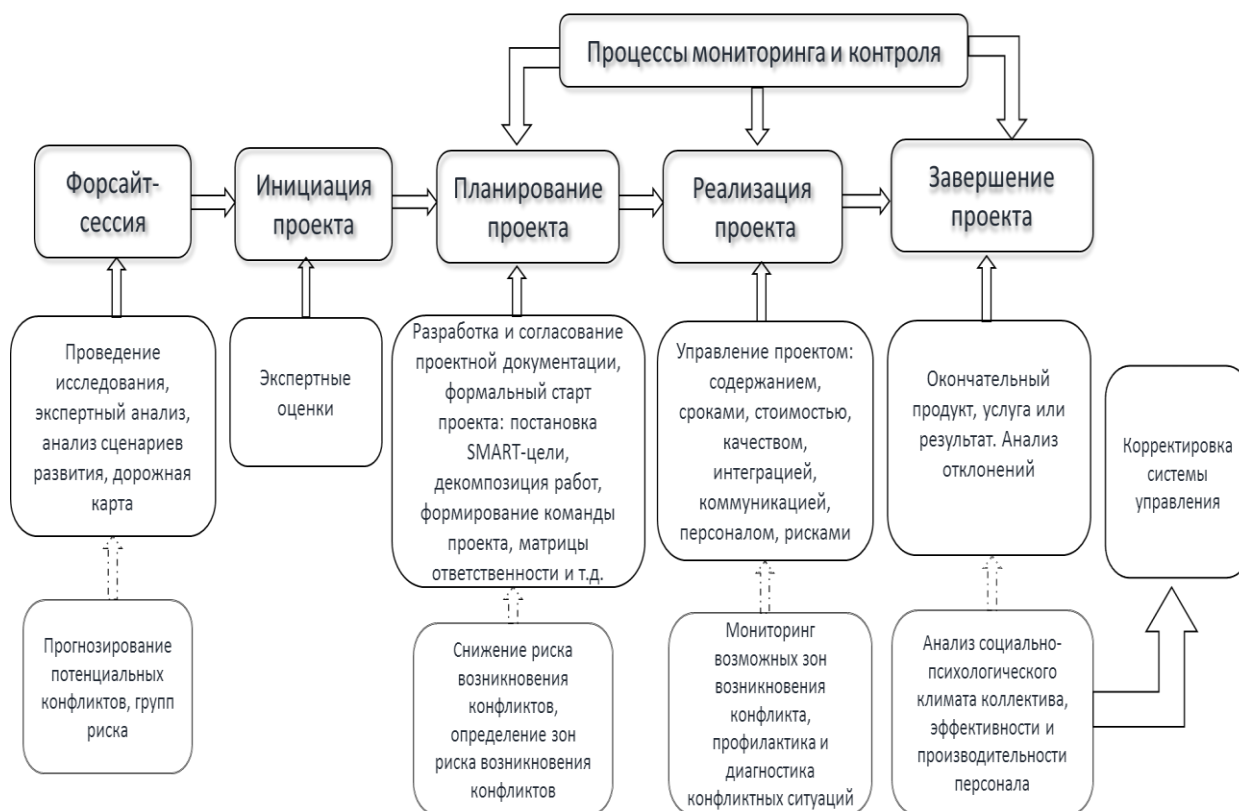 Процессы мониторинга и контроля
Форсайт-
сессия
Инициация
проекта
Планирование
проекта
Реализация
проекта
Завершение
проекта
Проведение
исследования,
экспертный анализ,
анализ сценариев
развития, дорожная
карта
Экспертные
оценки
Разработка и согласование
проектной документации,
формальный старт
проекта: постановка
SMART-цели,
декомпозиция работ,
формирование команды
проекта, матрицы
ответственности и т.д.
Управление проектом:
содержанием,
сроками, стоимостью,
качеством,
интеграцией,
коммуникацией,
персоналом, рисками
Окончательный
продукт, услуга или
результат. Анализ
отклонений
Корректировка
системы
управления
Прогнозирование
потенциальных
конфликтов, групп
риска
Снижение риска
возникновения
конфликтов,
определение зон
риска возникновения
конфликтов
Мониторинг
возможных зон
возникновения
конфликта,
профилактика и
диагностика
конфликтных ситуаций
Анализ социально-
психологического
климата коллектива,
эффективности и
производительности
персонала